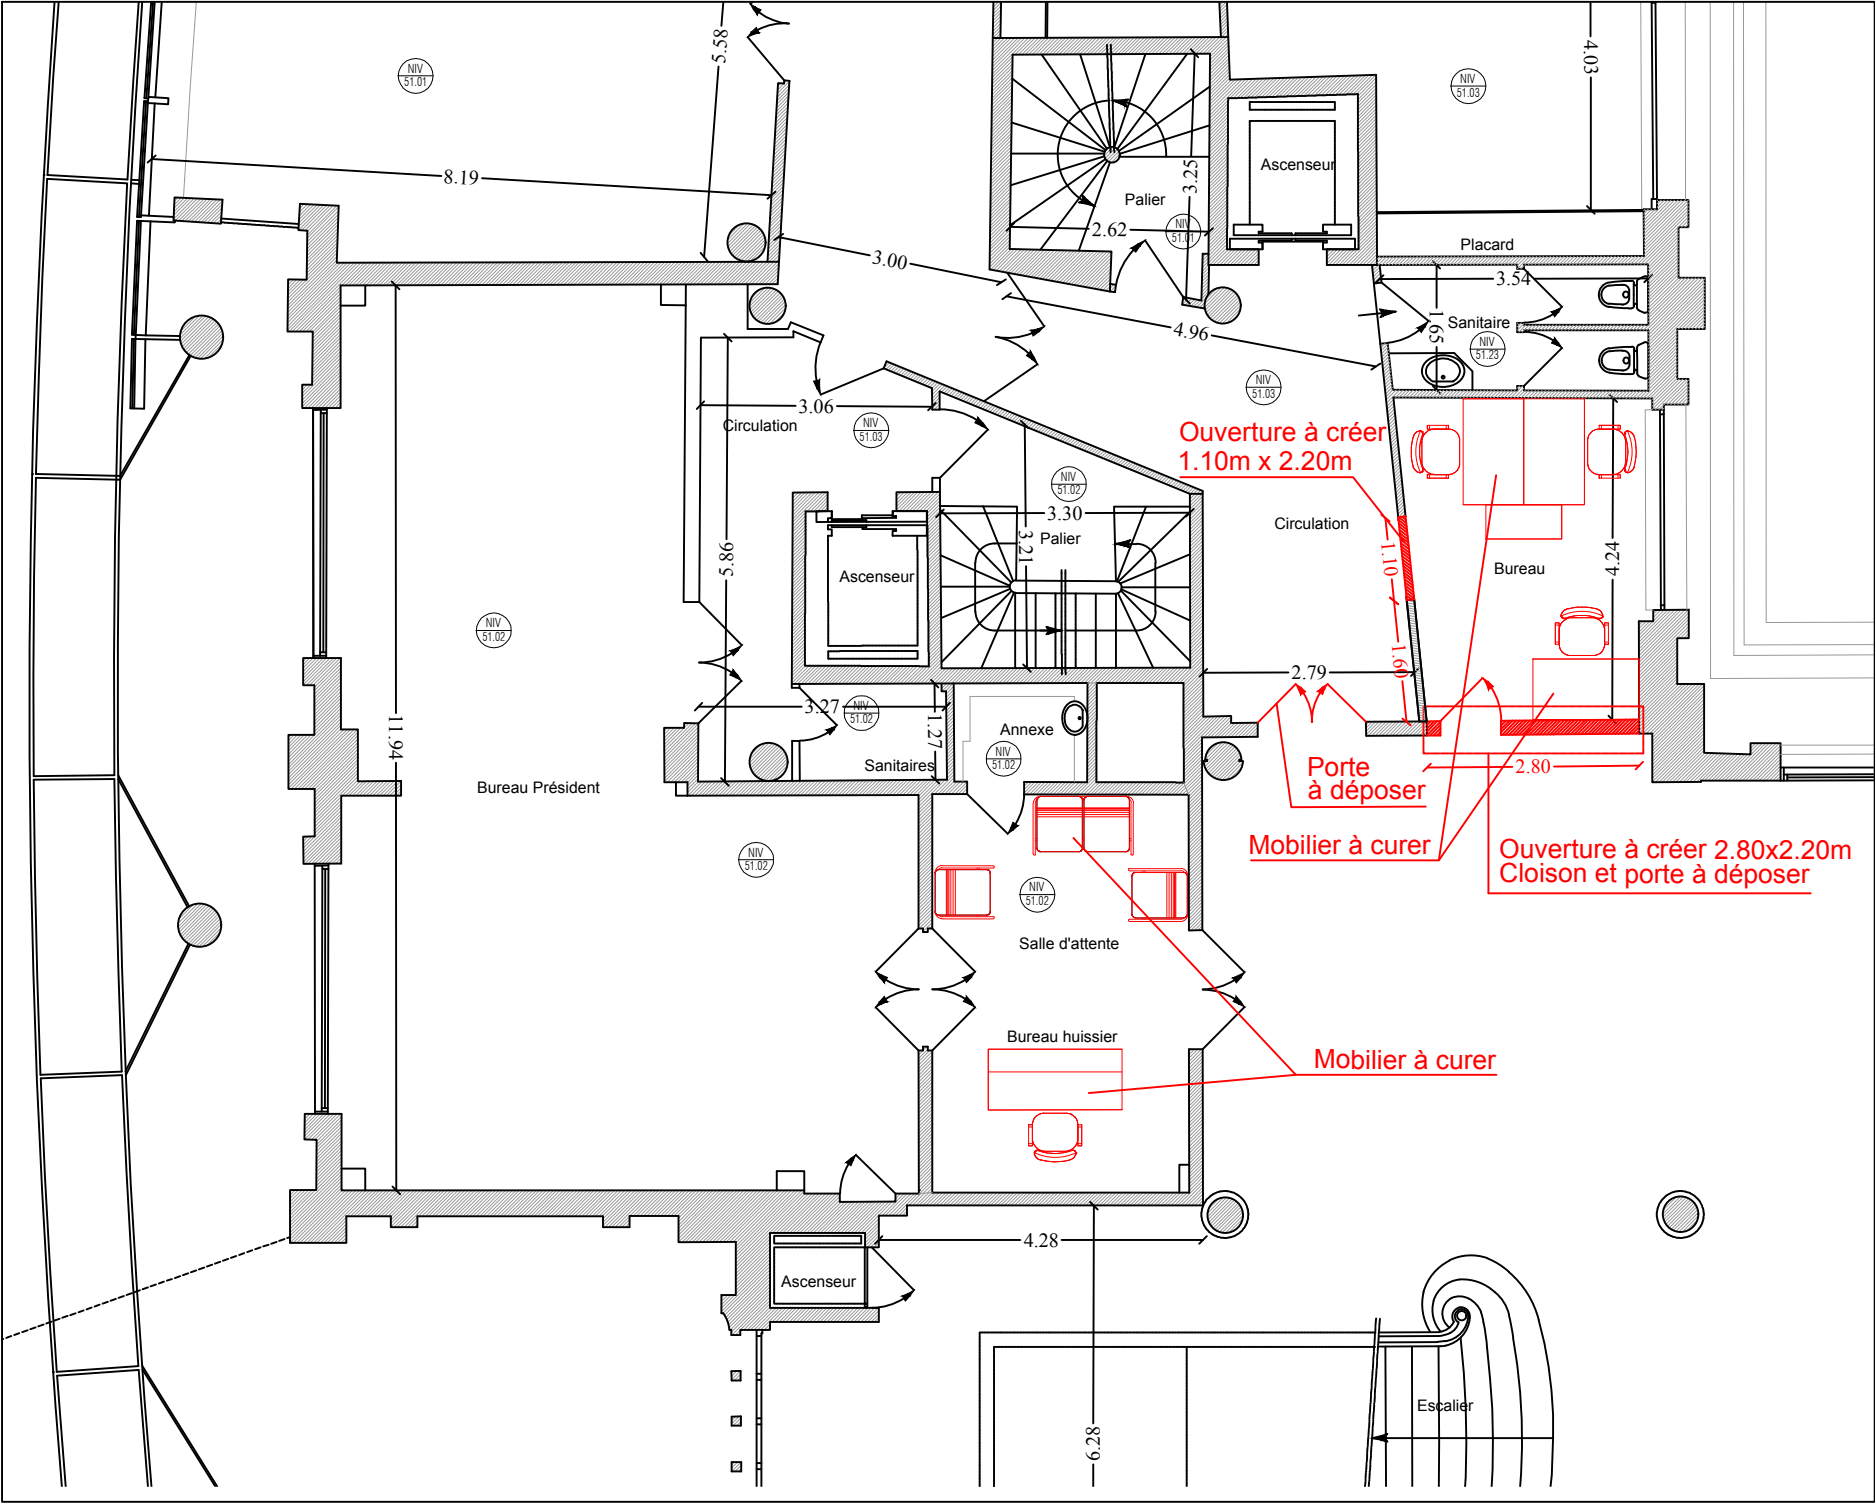 NIV
51.01
5.58
8.19
3.00
3.25
Palier
2.62
NIV
51.01
Ascenseur
NIV
51.03
4.03
Placard
3.54
1.65
Sanitaire
NIV
51.23
4.96
NIV
51.03
3.06
Circulation
NIV
51.03
Ouverture à créer
1.10m x 2.20m
NIV
51.02
3.30
3.21
Palier
Circulation
5.86
Ascenseur
1.10
1.60
Bureau
4.24
NIV
51.02
2.79
3.27
NIV
51.02
1.27
Sanitaires
Annexe
NIV
51.02
11.94
Bureau Président
Porte
à déposer
2.80
Mobilier à curer
Ouverture à créer 2.80x2.20m
Cloison et porte à déposer
NIV
51.02
NIV
51.02
Salle d'attente
Bureau huissier
Mobilier à curer
4.28
Ascenseur
6.28
Escalier